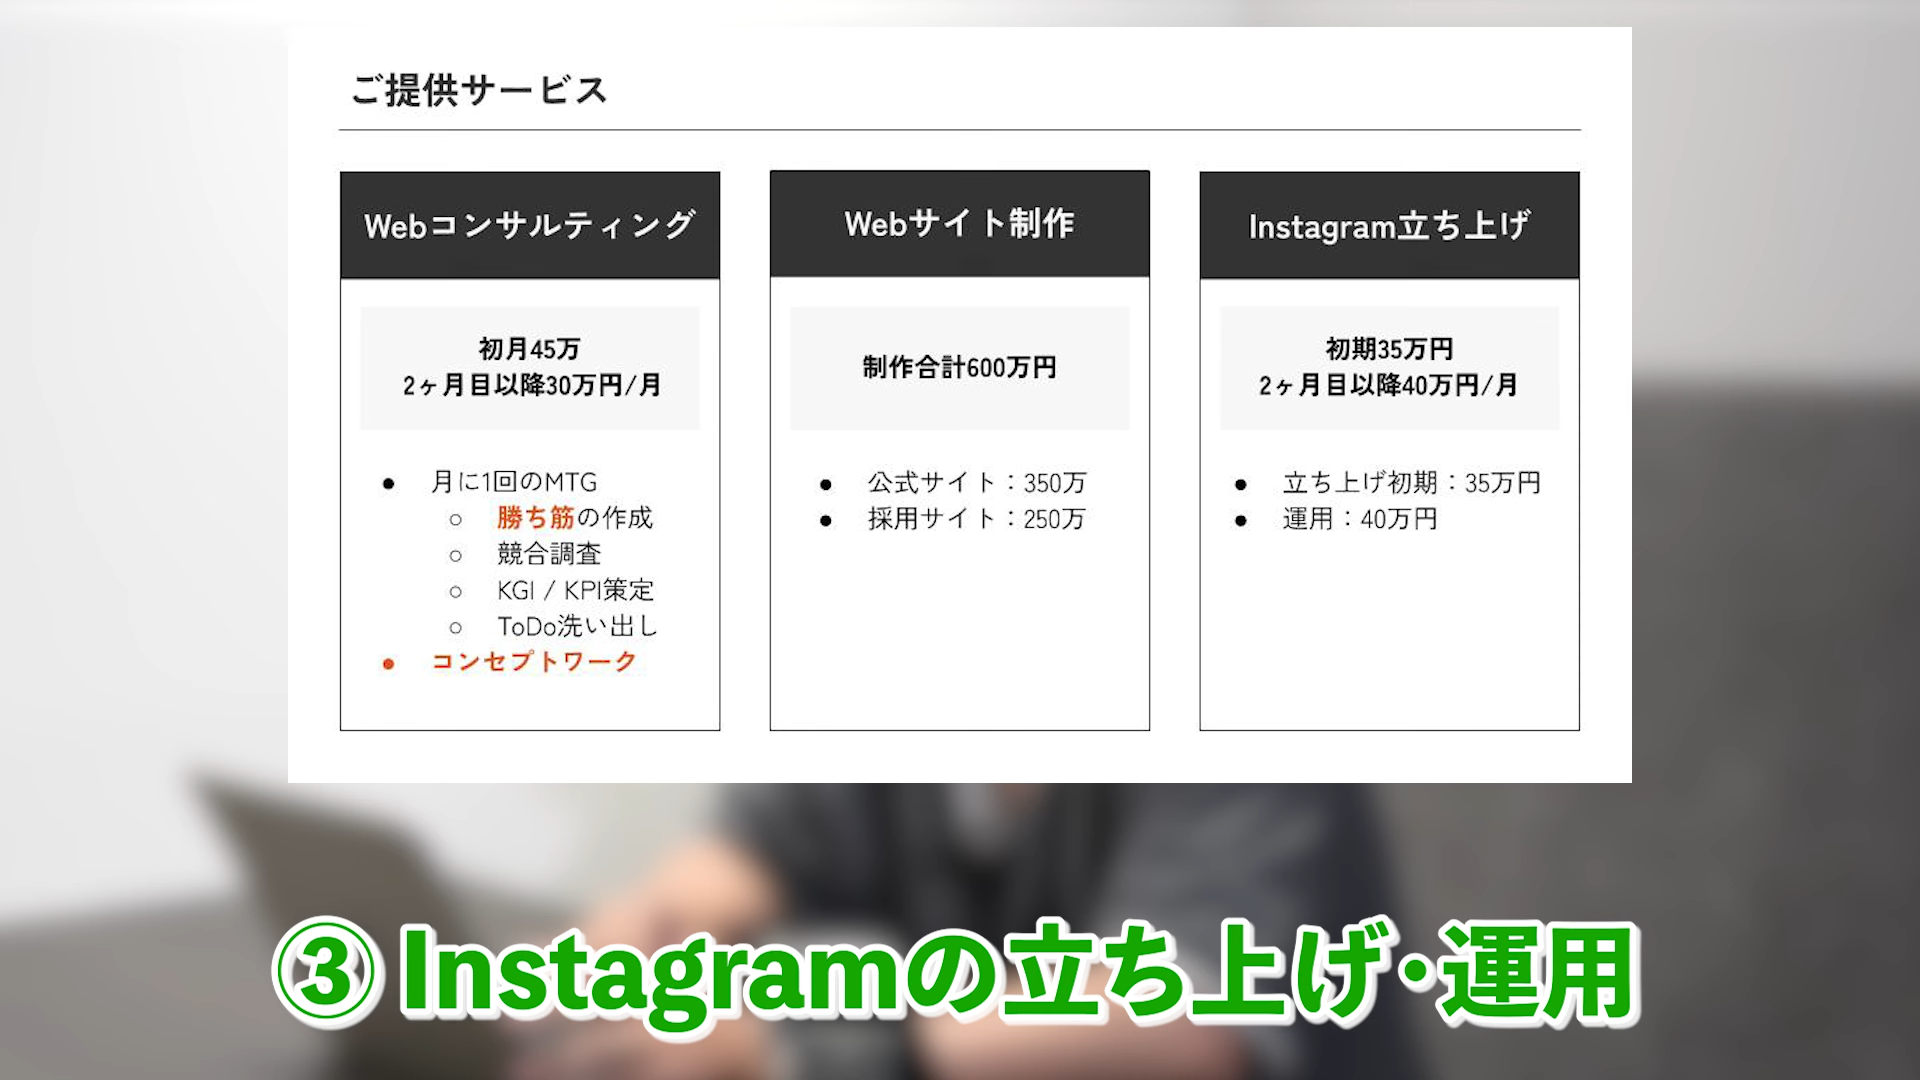 ご提供サービス
Webコンサルティング
初月45万
2ヶ月目以降30万円/月
● 月に1回のMTG
○ 勝ち筋の作成
○ 競合調査
○ KGI / KPI策定
○ ToDo洗い出し
● コンセプトワーク
Webサイト制作
制作合計600万円
● 公式サイト：350万
● 採用サイト：250万
Instagram立ち上げ
初期35万円
2ヶ月目以降40万円/月
● 立ち上げ初期：35万円
● 運用：40万円
③ Instagramの立ち上げ・運用